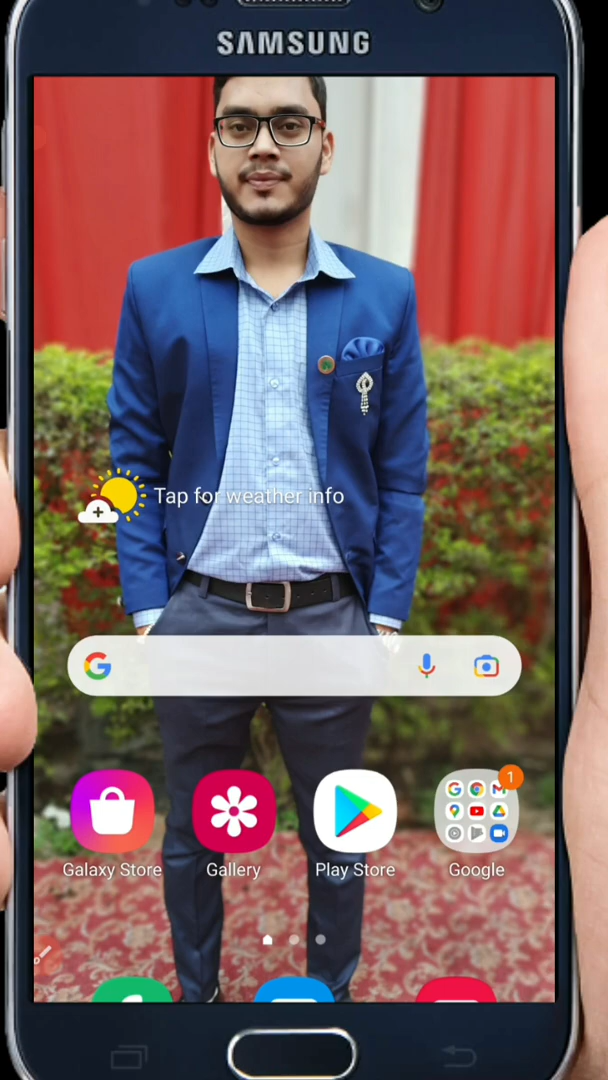 SAMSUNG
Tap for weather info
1
Galaxy Store
Gallery
Play Store
Google